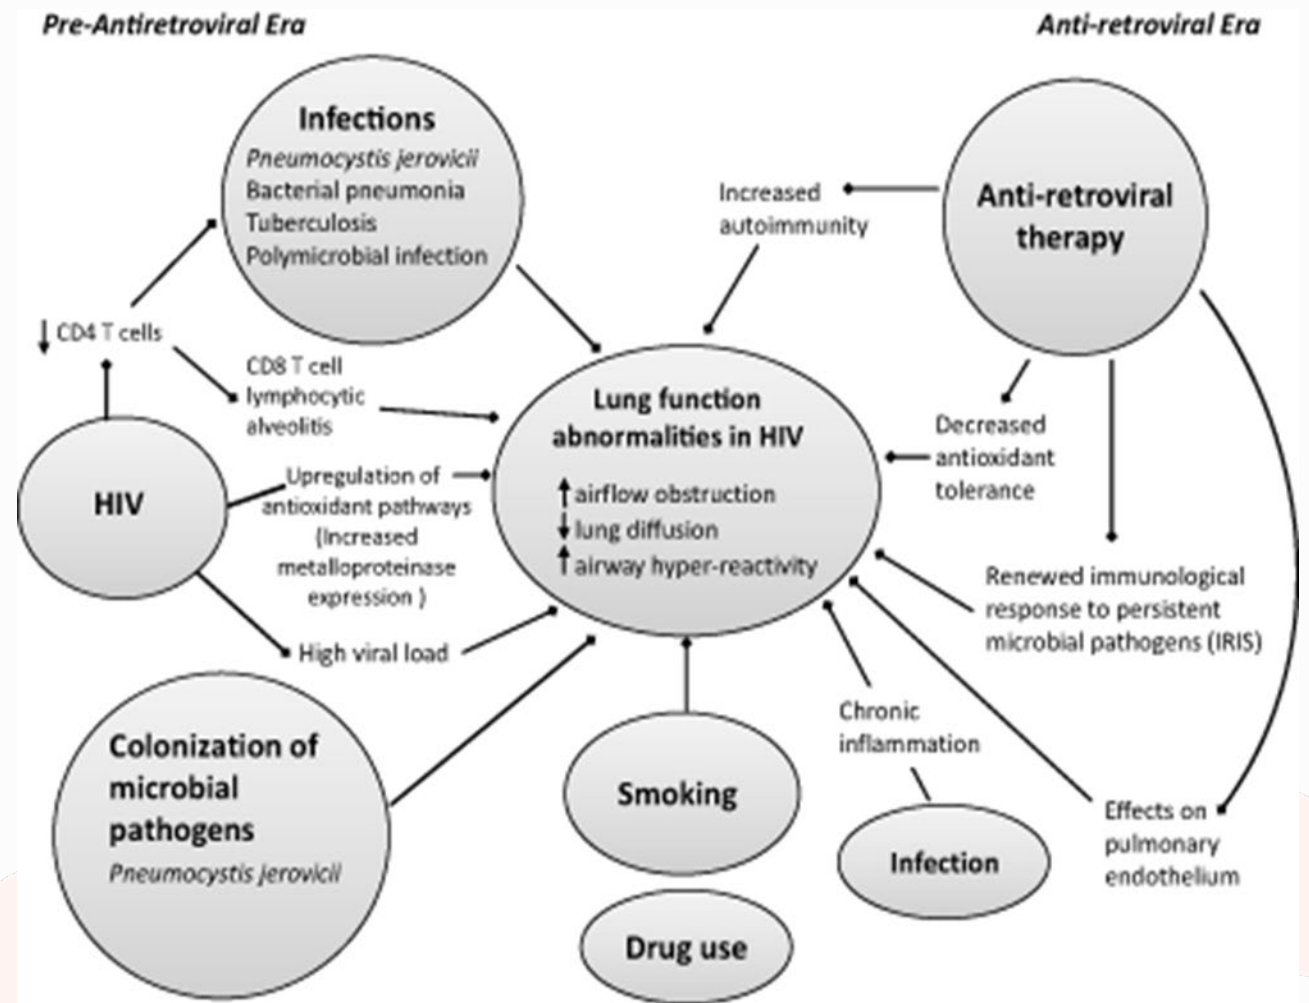 Pre-Antiretroviral Era
Anti-retroviral Era
Infections
Pneumocystis jerovicii
Bacterial pneumonia
Tuberculosis
Polymicrobial infection
Increased
autoimmunity
Anti-retroviral
therapy
↓ CD4 T cells
CD8 T cell
lymphocytic
alveolitis
Lung function
abnormalities in HIV
↑ airflow obstruction
↓ lung diffusion
↑ airway hyper-reactivity
Decreased
antioxidant
tolerance
HIV
Upregulation of
antioxidant pathways
(Increased
metalloproteinase
expression )
High viral load
Renewed immunological
response to persistent
microbial pathogens (IRIS)
Colonization of
microbial
pathogens
Pneumocystis jerovicii
Smoking
Chronic
inflammation
Infection
Effects on
pulmonary
endothelium
Drug use